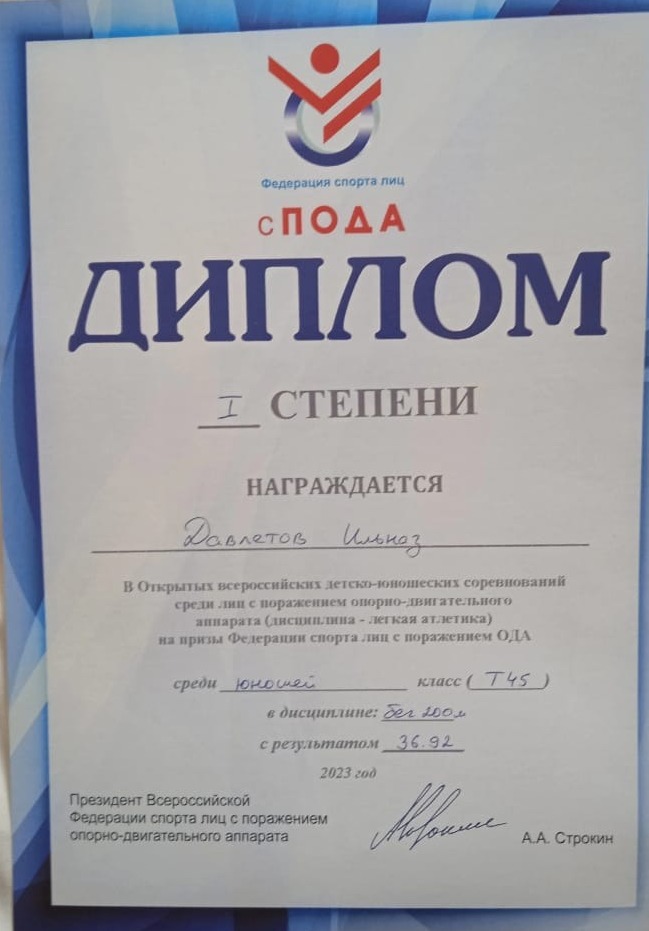 Федерация спорта лиц
с ПОДА
ДИПЛОМ
I СТЕПЕНИ
НАГРАЖДАЕТСЯ
Давлетов Ильназ
В Открытых всероссийских детско-юношеских соревнований
среди лиц с поражением опорно-двигательного
аппарата (дисциплина - легкая атлетика)
на призы Федерации спорта лиц с поражением ОДА
среди юношей класс ( Т45 )
в дисциплине: бег 200м
с результатом 36.92
2023 год
Президент Всероссийской
Федерации спорта лиц с поражением
опорно-двигательного аппарата А.А. Строкин